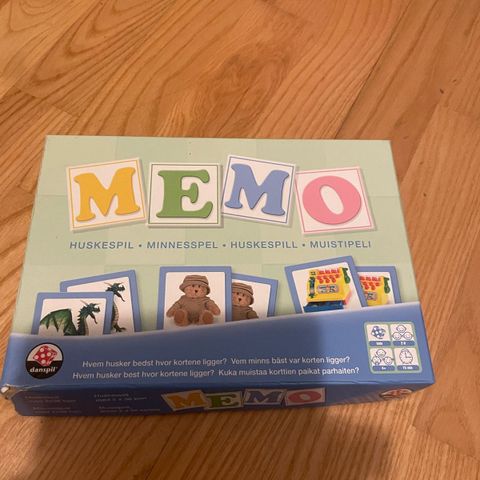 MEMO
HUSKESPIL • MINNESSPEL • HUSKESPILL • MUISTIPELI
danspil
Hvem husker bedst hvor kortene ligger? Vem minns bäst var korten ligger?
Hvem husker best hvor kortene ligger? Kuka muistaa korttien paikat parhaiten?
MEMO